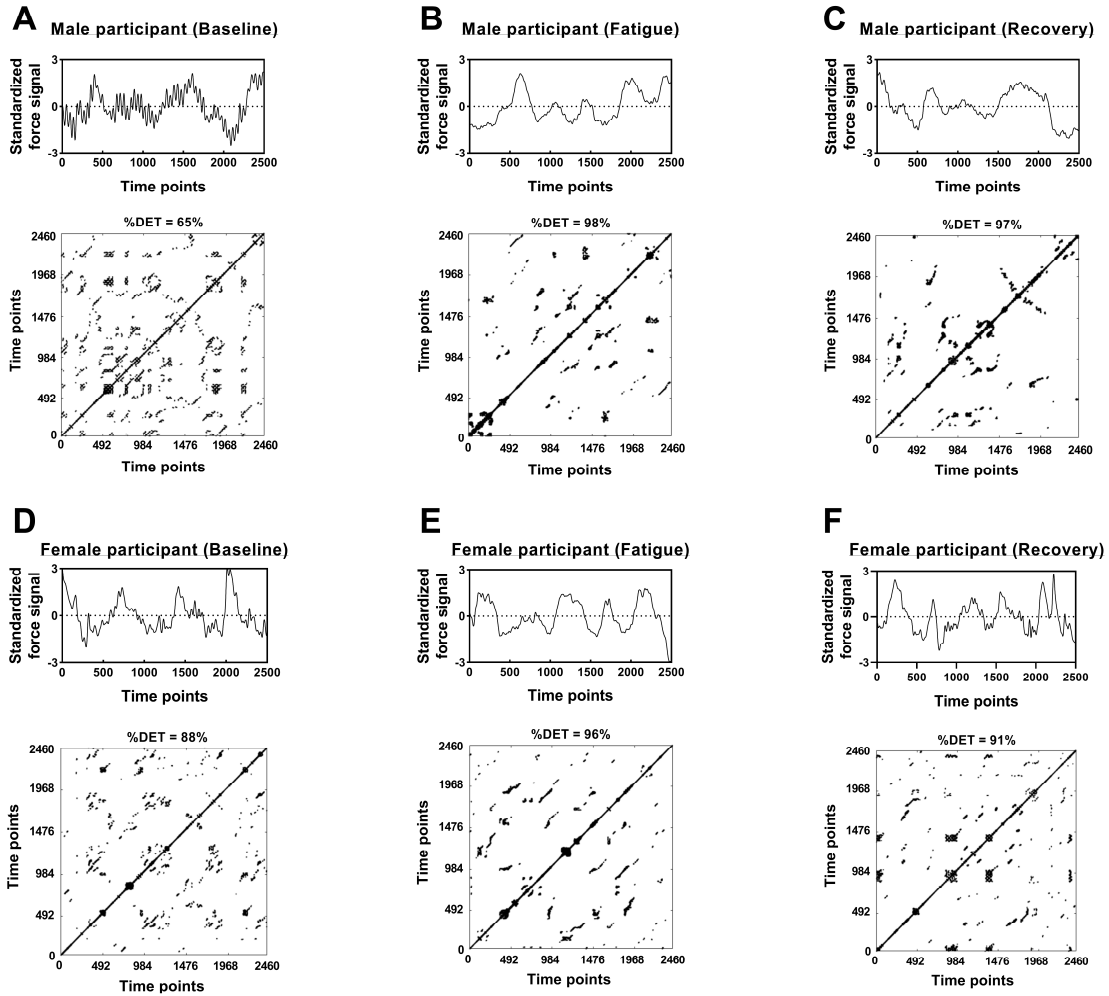 A Male participant (Baseline)
Standardized
force signal
3
0
-3
0 500 1000 1500 2000 2500
Time points
%DET = 65%
Time points
2460
1968
1476
984
492
0
0 492 984 1476 1968 2460
Time points
B Male participant (Fatigue)
Standardized
force signal
3
0
-3
0 500 1000 1500 2000 2500
Time points
%DET = 98%
Time points
2460
1968
1476
984
492
0
0 492 984 1476 1968 2460
Time points
C Male participant (Recovery)
Standardized
force signal
3
0
-3
0 500 1000 1500 2000 2500
Time points
%DET = 97%
Time points
2460
1968
1476
984
492
0
0 492 984 1476 1968 2460
Time points
D
Female participant (Baseline)
Standardized
force signal
3
0
-3
0 500 1000 1500 2000 2500
Time points
%DET = 88%
Time points
2460
1968
1476
984
492
0
0 492 984 1476 1968 2460
Time points
E
Female participant (Fatigue)
Standardized
force signal
3
0
-3
0 500 1000 1500 2000 2500
Time points
%DET = 96%
Time points
2460
1968
1476
984
492
0
0 492 984 1476 1968 2460
Time points
F
Female participant (Recovery)
Standardized
force signal
3
0
-3
0 500 1000 1500 2000 2500
Time points
%DET = 91%
Time points
2460
1968
1476
984
492
0
0 492 984 1476 1968 2460
Time points